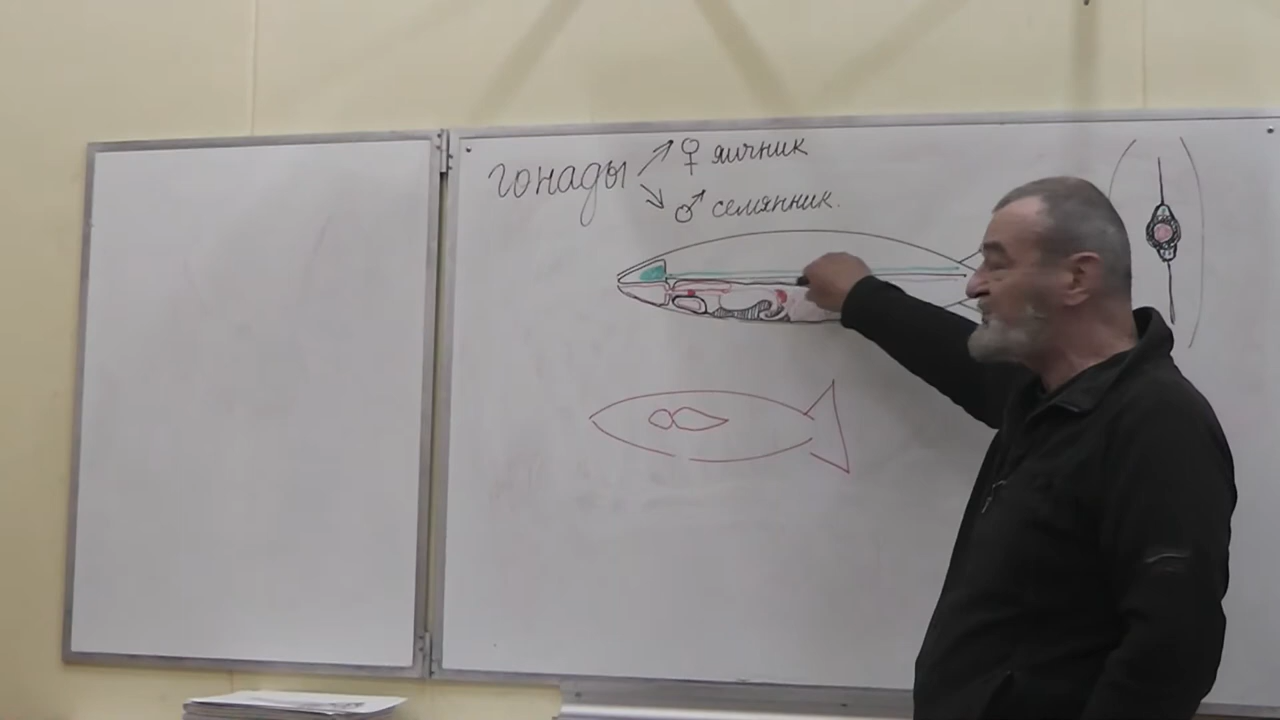 гонады
♀ яичник
♂ семянник.